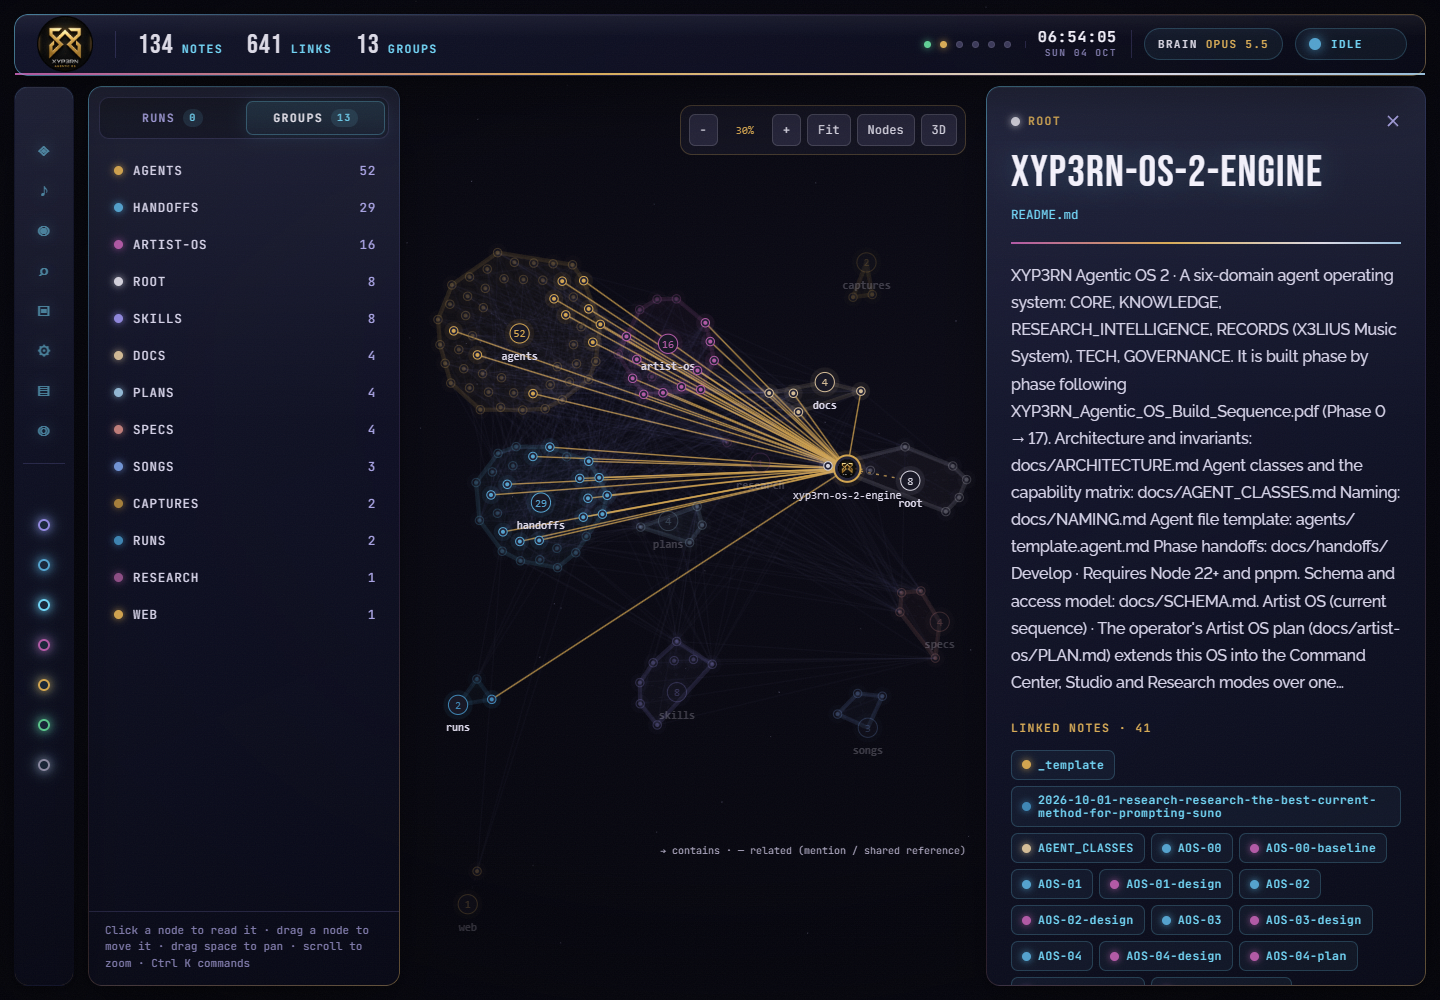 XYP3RN
134 NOTES 641 LINKS 13 GROUPS
06:54:05
SUN 04 OCT
BRAIN OPUS 5.5
IDLE
RUNS 0
GROUPS 13
AGENTS 52
HANDOFFS 29
ARTIST-OS 16
ROOT 8
SKILLS 8
DOCS 4
PLANS 4
SPECS 4
SONGS 3
CAPTURES 2
RUNS 2
RESEARCH 1
WEB 1
Click a node to read it · drag a node to
move it · drag space to pan · scroll to
zoom · Ctrl K commands
- 30% + Fit Nodes 3D
2
captures
52
agents
16
artist-os
4
docs
8
root
xyp3rn-os-2-engine
research
29
handoffs
4
plans
4
specs
8
skills
3
songs
2
runs
1
web
→ contains · — related (mention / shared reference)
ROOT
XYP3RN-OS-2-ENGINE
README.md
XYP3RN Agentic OS 2 · A six-domain agent operating
system: CORE, KNOWLEDGE,
RESEARCH_INTELLIGENCE, RECORDS (X3LIUS Music
System), TECH, GOVERNANCE. It is built phase by
phase following
XYP3RN_Agentic_OS_Build_Sequence.pdf (Phase 0
→ 17). Architecture and invariants:
docs/ARCHITECTURE.md Agent classes and the
capability matrix: docs/AGENT_CLASSES.md Naming:
docs/NAMING.md Agent file template: agents/
template.agent.md Phase handoffs: docs/handoffs/
Develop · Requires Node 22+ and pnpm. Schema and
access model: docs/SCHEMA.md. Artist OS (current
sequence) · The operator's Artist OS plan (docs/artist-
os/PLAN.md) extends this OS into the Command
Center, Studio and Research modes over one…
LINKED NOTES · 41
_template
2026-10-01-research-research-the-best-current-
method-for-prompting-suno
AGENT_CLASSES AOS-00 AOS-00-baseline
AOS-01 AOS-01-design AOS-02
AOS-02-design AOS-03 AOS-03-design
AOS-04 AOS-04-design AOS-04-plan